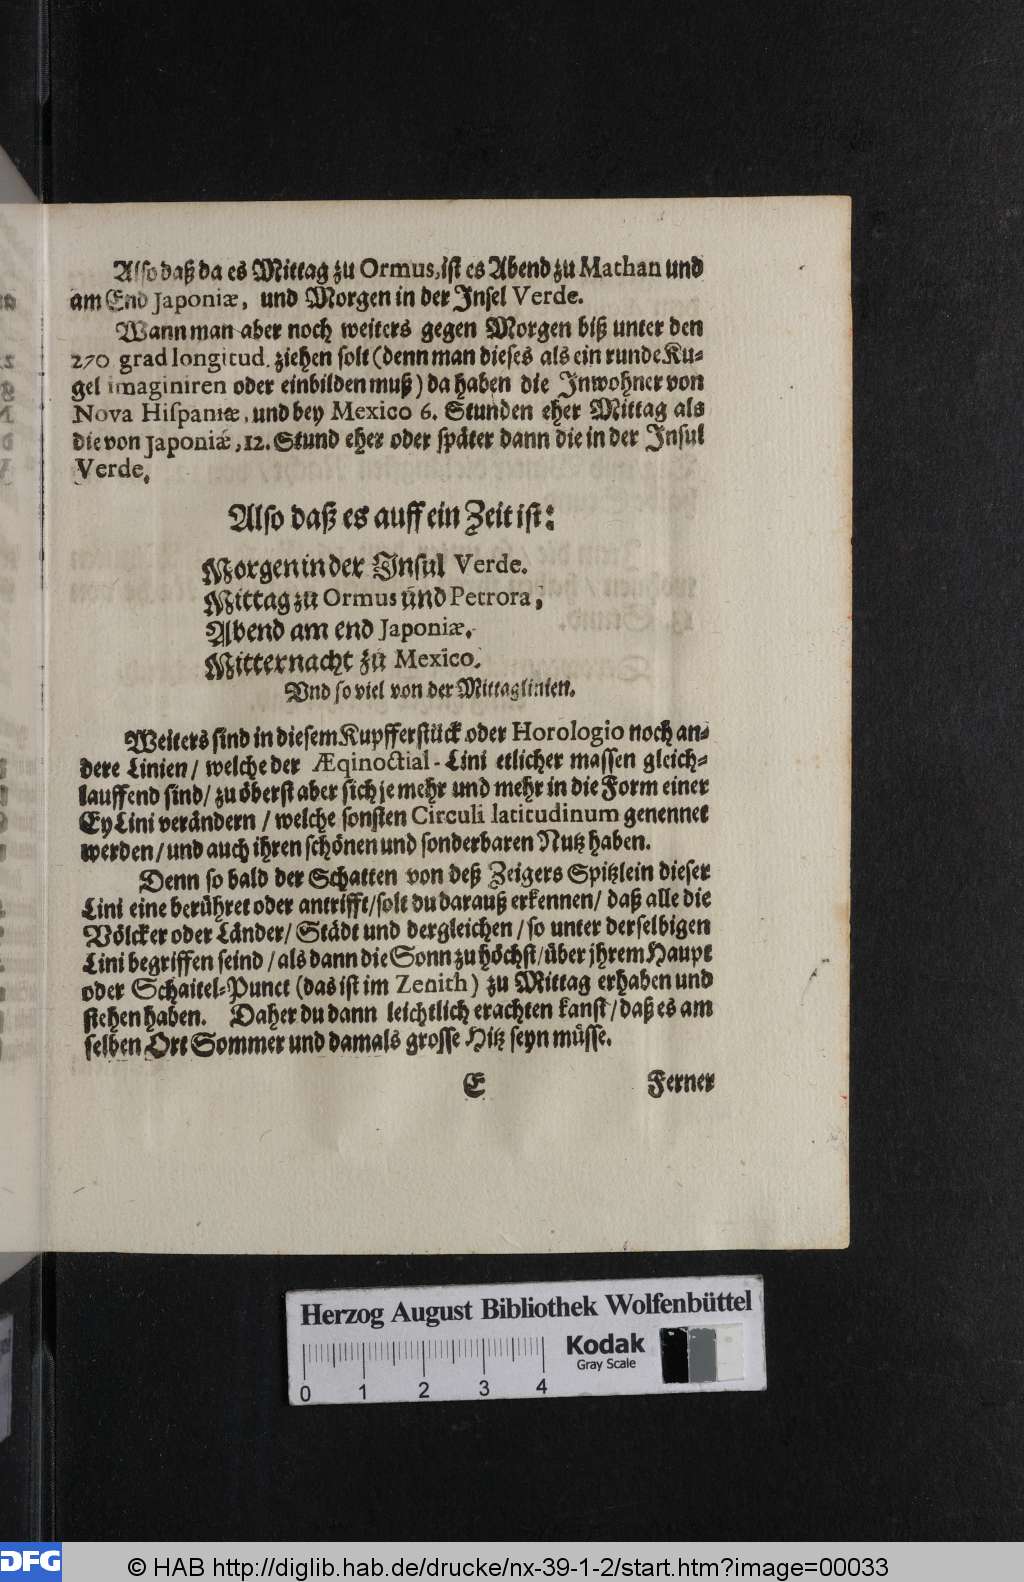 Also daß da es Mittag zu Ormus, ist es Abend zu Machan und
am End Japoniæ, und Morgen in der Insel Verde.
Wann man aber noch weiters gegen Morgen biß unter den
270 grad longitud. ziehen solt (denn man dieses als ein runde Ku-
gel imaginiren oder einbilden muß) da haben die Inwohner von
Nova Hispaniæ, und bey Mexico 6. Stunden eher Mittag als
die von Japoniæ, 12. Stund eher oder später dann die in der Insul
Verde.
Also daß es auff ein Zeit ist:
Morgen in der Insul Verde.
Mittag zu Ormus und Petrora,
Abend am end Japoniæ.
Mitternacht zu Mexico.
Vnd so viel von der Mittaglinien.
Weiters sind in diesem Kupfferstück oder Horologio noch an-
dere Linien / welche der Æqinoctial-Lini etlicher massen gleich-
lauffend sind / zu öberst aber sich je mehr und mehr in die Form einer
Ey Lini verändern / welche sonsten Circuli latitudinum genennet
werden / und auch ihren schönen und sonderbaren Nutz haben.
Denn so bald der Schatten von deß Zeigers Spitzlein dieser
Lini eine berühret oder antrifft / solt du darauß erkennen / daß alle die
Völcker oder Länder / Städt und dergleichen / so unter derselbigen
Lini begriffen seind / als dann die Sonn zu höchst / über jhrem Haupt
oder Schaitel-Punct (das ist im Zenith) zu Mittag erhaben und
stehen haben. Daher du dann leichtlich erachten kanst / daß es am
selben Ort Sommer und damals grosse Hitz seyn müsse.
E Ferner
Herzog August Bibliothek Wolfenbüttel
Kodak
Gray Scale
0 1 2 3 4
DFG © HAB http://diglib.hab.de/drucke/nx-39-1-2/start.htm?image=00033